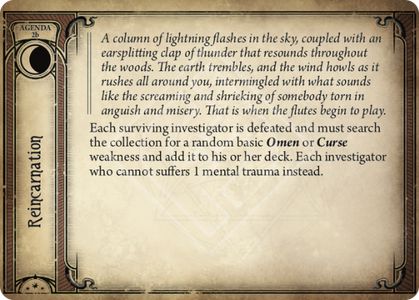 AGENDA
2b
Reincarnation
A column of lightning flashes in the sky, coupled with an
earsplitting clap of thunder that resounds throughout
the woods. The earth trembles, and the wind howls as it
rushes all around you, intermingled with what sounds
like the screaming and shrieking of somebody torn in
anguish and misery. That is when the flutes begin to play.
Each surviving investigator is defeated and must search
the collection for a random basic Omen or Curse
weakness and add it to his or her deck. Each investigator
who cannot suffers 1 mental trauma instead.